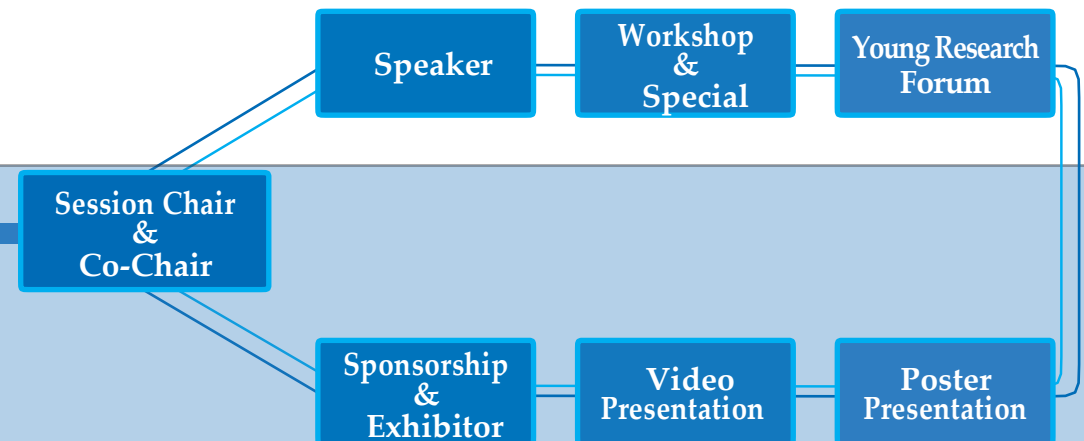 Speaker
Workshop
&
Special
Young Research
Forum
Session Chair
&
Co-Chair
Sponsorship
&
Exhibitor
Video
Presentation
Poster
Presentation